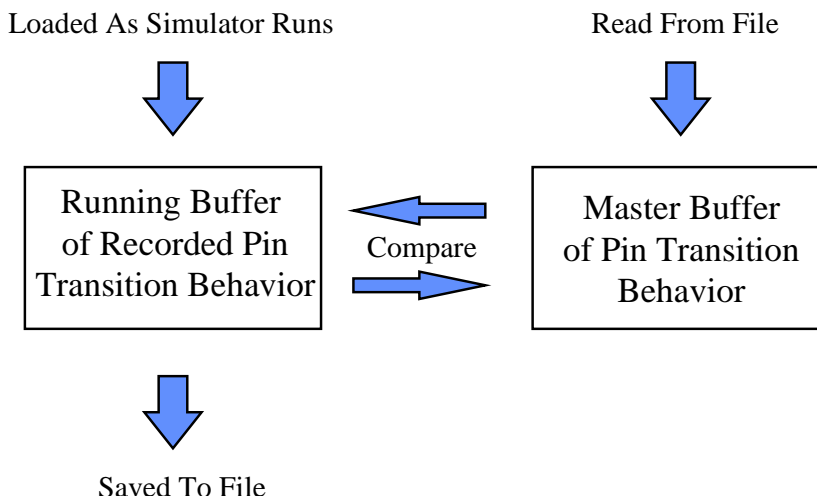 Loaded As Simulator Runs
Read From File
Running Buffer
of Recorded Pin
Transition Behavior
Compare
Master Buffer
of Pin Transition
Behavior
Saved To File